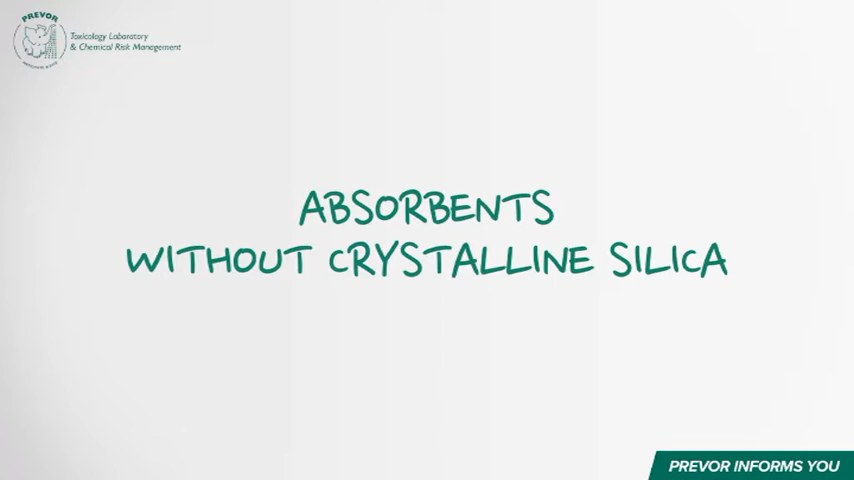 PREVOR
Toxicology Laboratory
& Chemical Risk Management
ABSORBENTS
WITHOUT CRYSTALLINE SILICA
PREVOR INFORMS YOU